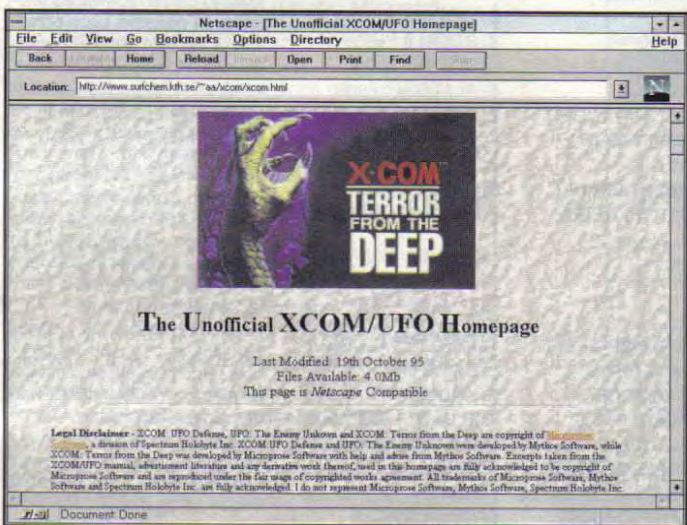 Netscape - [The Unofficial XCOM/UFO Homepage]
File Edit View Go Bookmarks Options Directory Help
Back Home Reload Open Print Find Stop
Location: http://www.surfchem.kth.se/~aa/xcom/xcom.html
N
X-COM
TERROR
FROM THE
DEEP
The Unofficial XCOM/UFO Homepage
Last Modified: 19th October 95
Files Available: 4.0Mb
This page is Netscape Compatible
Legal Disclaimer - XCOM: UFO Defense, UFO: The Enemy Unkown and XCOM: Terror from the Deep are copyright of Microprose
Software, a division of Spectrum Holobyte Inc. XCOM: UFO Defense and UFO: The Enemy Unknown were developed by Mythos Software, while
XCOM: Terror from the Deep was developed by Microprose Software with help and advise from Mythos Software. Excerpts taken from the
XCOM/UFO manual, advertisment literature and any derivative work thereof, used in this homepage are fully acknowledged to be copyright of
Microprose Software and are reproduced under the fair usage of copyrighted works agreement. All trademarks of Microprose Software, Mythos
Software and Spectrum Holobyte Inc. are fully acknowledged. I do not represent Microprose Software, Mythos Software, Spectrum Holobyte Inc.
Document: Done